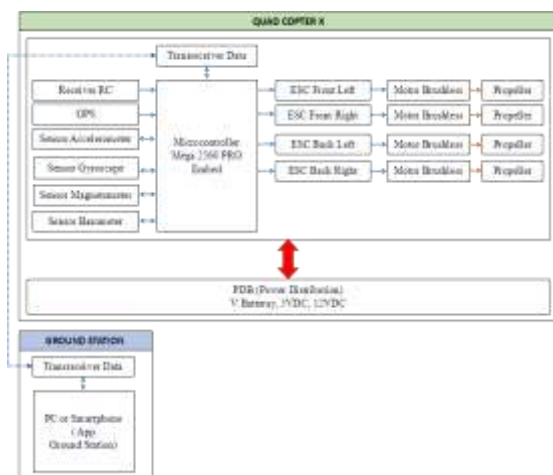 QUAD COPTER X
Transceiver Data
Receiver RC
GPS
Sensor Accelerometer
Sensor Gyroscope
Sensor Magnetometer
Sensor Barometer
Microcontroller
Mega 2560 PRO
Embed
ESC Front Left
Motor Brushless
Propeller
ESC Front Right
Motor Brushless
Propeller
ESC Back Left
Motor Brushless
Propeller
ESC Back Right
Motor Brushless
Propeller
PDB (Power Distribution)
V Batteray, 5VDC, 12VDC
GROUND STATION
Transceiver Data
PC or Smartphone
( App
Ground Station)